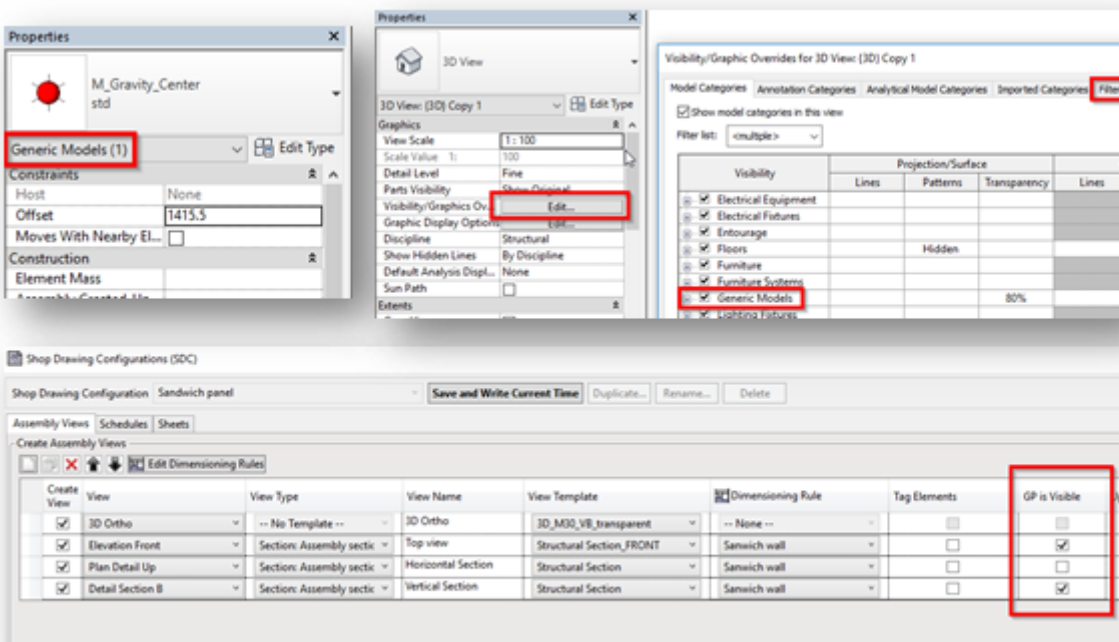 Properties
M_Gravity_Center
std
Generic Models (1)
Edit Type
Constraints
Host None
Offset 1415.5
Moves With Nearby El...
Construction
Element Mass
Properties
3D View
3D View: {3D} Copy 1
Edit Type
Graphics
View Scale 1 : 100
Scale Value 1: 100
Detail Level Fine
Parts Visibility Show Original
Visibility/Graphics Ov... Edit...
Graphic Display Options Edit...
Discipline Structural
Show Hidden Lines By Discipline
Default Analysis Displ... None
Sun Path
Extents
Visibility/Graphic Overrides for 3D View: {3D} Copy 1
Model Categories Annotation Categories Analytical Model Categories Imported Categories Filter
Show model categories in this view
Filter list: <multiple>
Visibility Projection/Surface
Lines Patterns Transparency Lines
Electrical Equipment
Electrical Fixtures
Entourage
Floors Hidden
Furniture
Furniture Systems
Generic Models 80%
Lighting Fixtures
Shop Drawing Configurations (SDC)
Shop Drawing Configuration Sandwich panel Save and Write Current Time Duplicate... Rename... Delete
Assembly Views Schedules Sheets
Create Assembly Views
Edit Dimensioning Rules
Create View View View Type View Name View Template Dimensioning Rule Tag Elements GP is Visible
3D Ortho -- No Template -- 3D Ortho 3D_M30_VB_transparent -- None --
Elevation Front Section: Assembly sectic Top view Structural Section_FRONT Sanwich wall
Plan Detail Up Section: Assembly sectic Horizontal Section Structural Section Sanwich wall
Detail Section B Section: Assembly sectic Vertical Section Structural Section Sanwich wall